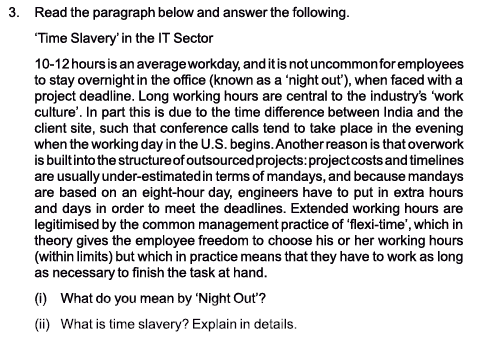 3. Read the paragraph below and answer the following.
‘Time Slavery’ in the IT Sector
10-12 hours is an average workday, and it is not uncommon for employees
to stay overnight in the office (known as a ‘night out’), when faced with a
project deadline. Long working hours are central to the industry’s ‘work
culture’. In part this is due to the time difference between India and the
client site, such that conference calls tend to take place in the evening
when the working day in the U.S. begins. Another reason is that overwork
is built into the structure of outsourced projects: project costs and timelines
are usually under-estimated in terms of mandays, and because mandays
are based on an eight-hour day, engineers have to put in extra hours
and days in order to meet the deadlines. Extended working hours are
legitimised by the common management practice of ‘flexi-time’, which in
theory gives the employee freedom to choose his or her working hours
(within limits) but which in practice means that they have to work as long
as necessary to finish the task at hand.
(i) What do you mean by ‘Night Out’?
(ii) What is time slavery? Explain in details.